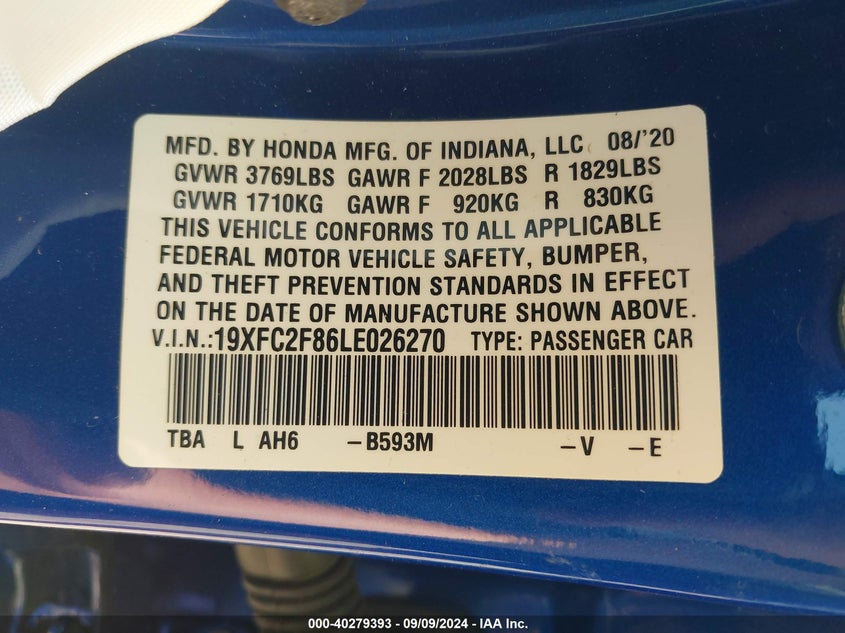 MFD. BY HONDA MFG. OF INDIANA, LLC 08/'20
GVWR 3769LBS GAWR F 2028LBS R 1829LBS
GVWR 1710KG GAWR F 920KG R 830KG
THIS VEHICLE CONFORMS TO ALL APPLICABLE
FEDERAL MOTOR VEHICLE SAFETY, BUMPER,
AND THEFT PREVENTION STANDARDS IN EFFECT
ON THE DATE OF MANUFACTURE SHOWN ABOVE.
V.I.N.:19XFC2F86LE026270 TYPE: PASSENGER CAR
TBA L AH6 -B593M -V -E
000-40279393 - 09/09/2024 - IAA Inc.